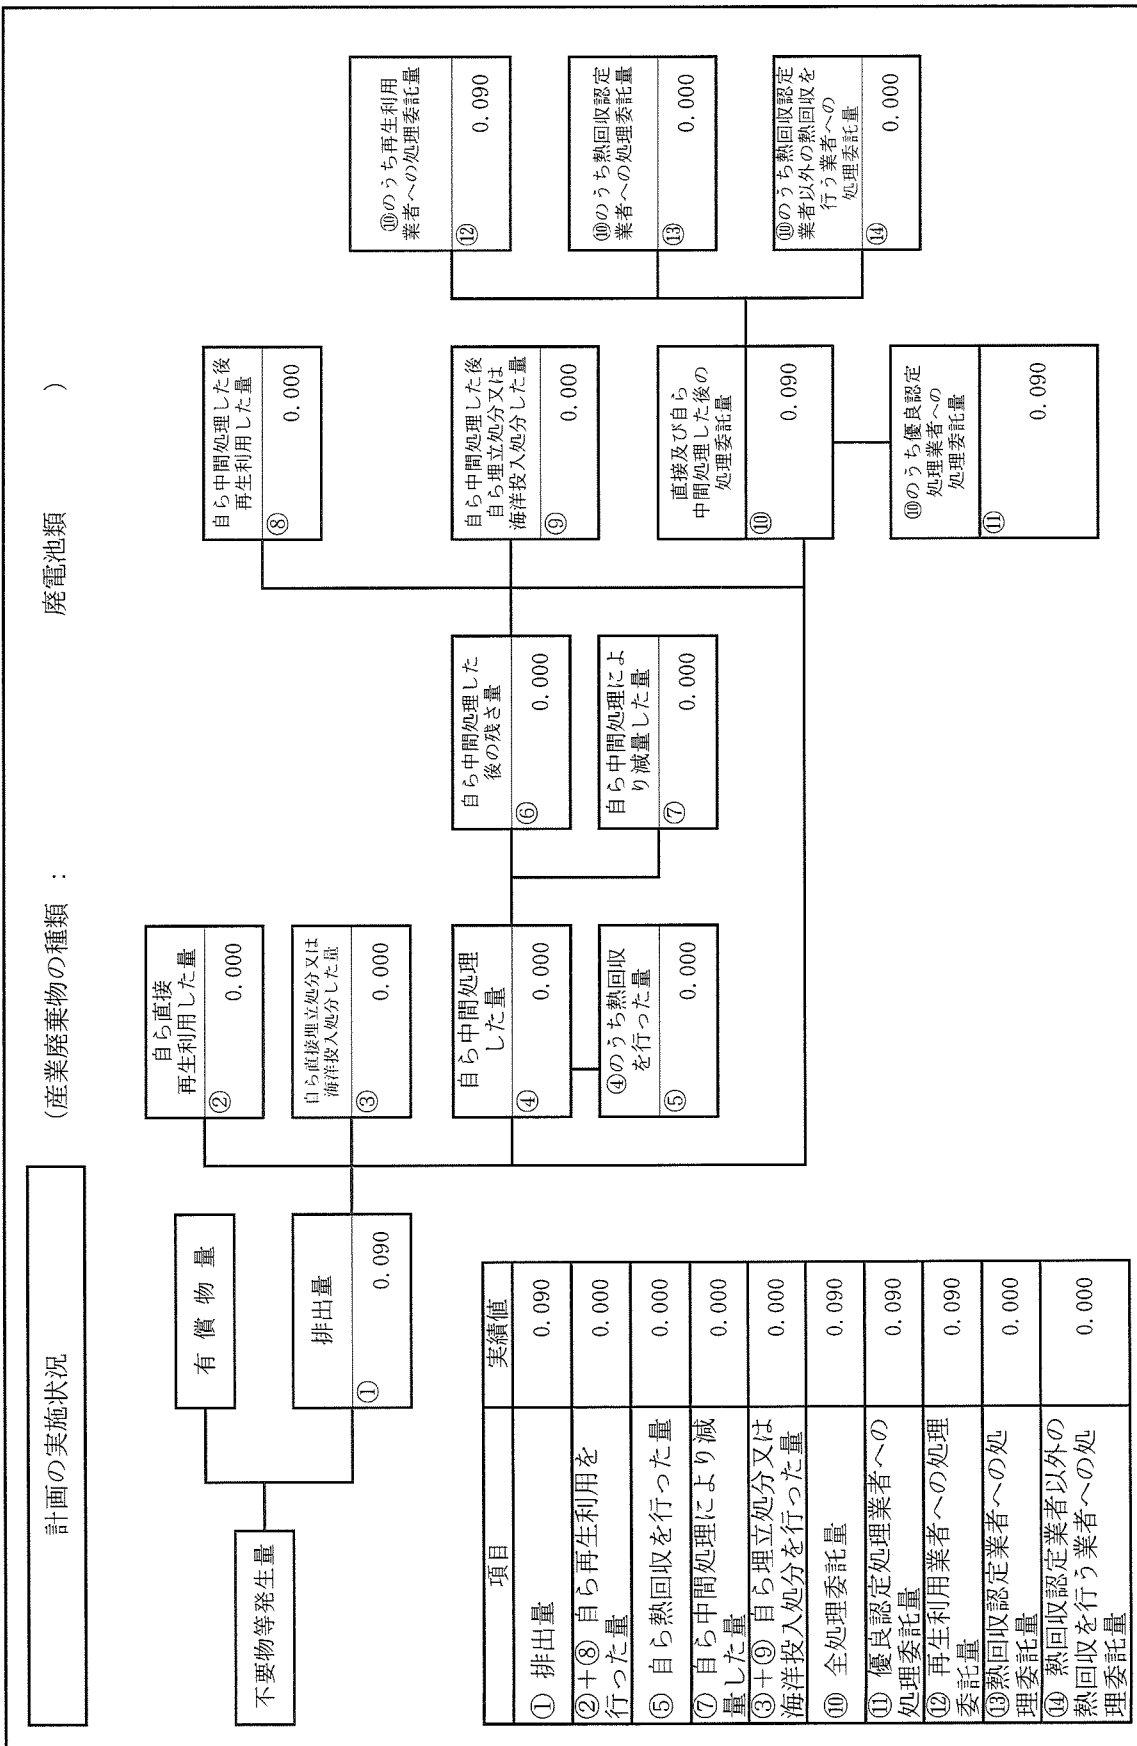 計画の実施状況
(産業廃棄物の種類 : 廃電池類 )
不要物等発生量
有償物量
排出量
① 0.090
自ら直接
再生利用した量
② 0.000
自ら直接埋立処分又は
海洋投入処分した量
③ 0.000
自ら中間処理
した量
④ 0.000
④のうち熱回収
を行った量
⑤ 0.000
自ら中間処理した
後の残さ量
⑥ 0.000
自ら中間処理によ
り減量した量
⑦ 0.000
自ら中間処理した後
再生利用した量
⑧ 0.000
自ら中間処理した後
自ら埋立処分又は
海洋投入処分した量
⑨ 0.000
直接及び自ら
中間処理した後の
処理委託量
⑩ 0.090
⑩のうち優良認定
処理業者への
処理委託量
⑪ 0.090
⑩のうち再生利用
業者への処理委託量
⑫ 0.090
⑩のうち熱回収認定
業者への処理委託量
⑬ 0.000
⑩のうち熱回収認定
業者以外の熱回収を
行う業者への
処理委託量
⑭ 0.000
項目 実績値
① 排出量 0.090
②+⑧ 自ら再生利用を
行った量 0.000
⑤ 自ら熱回収を行った量 0.000
⑦ 自ら中間処理により減
量した量 0.000
③+⑨ 自ら埋立処分又は
海洋投入処分を行った量 0.000
⑩ 全処理委託量 0.090
⑪ 優良認定処理業者への
処理委託量 0.090
⑫ 再生利用業者への処理
委託量 0.090
⑬熱回収認定業者への処
理委託量 0.000
⑭ 熱回収認定業者以外の
熱回収を行う業者への処
理委託量 0.000